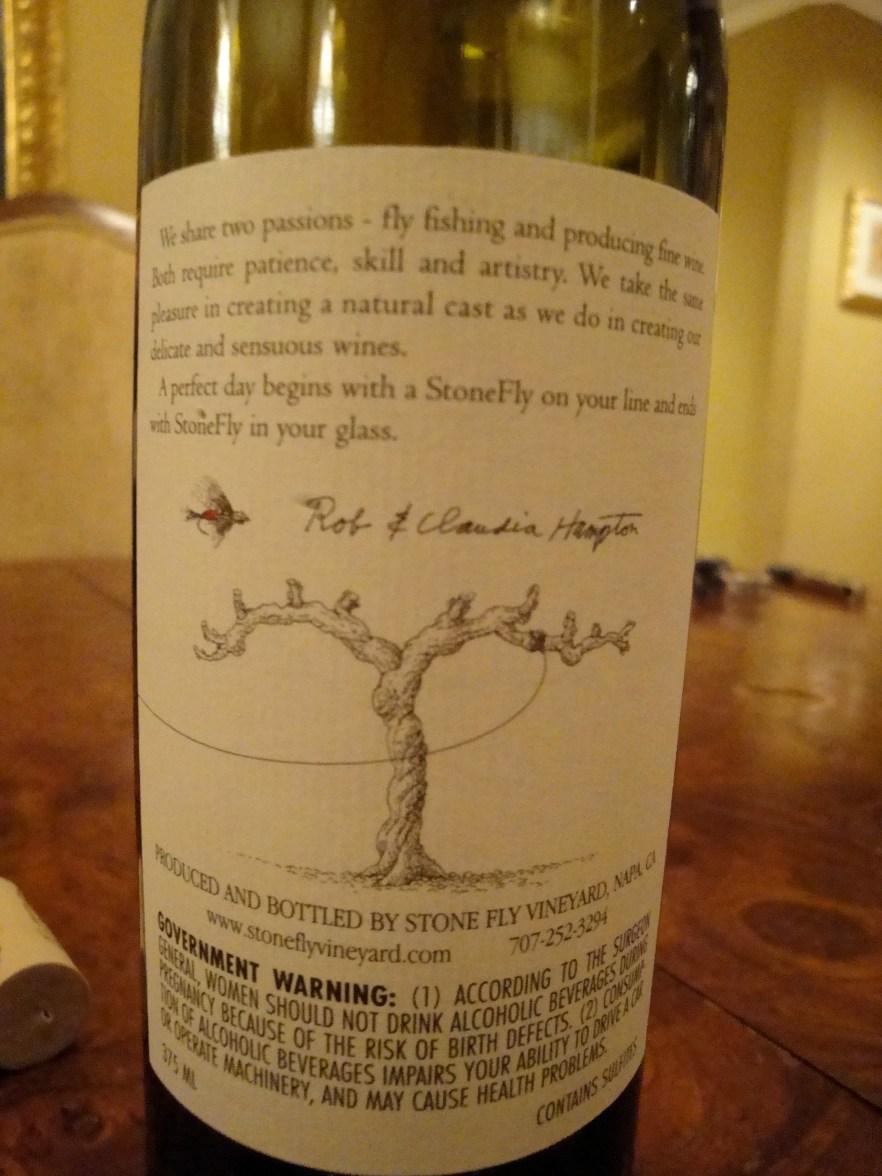 We share two passions - fly fishing and producing fine wine.
Both require patience, skill and artistry. We take the same
pleasure in creating a natural cast as we do in creating our
delicate and sensuous wines.
A perfect day begins with a StoneFly on your line and ends
with StoneFly in your glass.
Rob & Claudia Hampton
PRODUCED AND BOTTLED BY STONE FLY VINEYARD, NAPA, CA
www.stoneflyvineyard.com 707-252-3294
GOVERNMENT WARNING: (1) ACCORDING TO THE SURGEON
GENERAL, WOMEN SHOULD NOT DRINK ALCOHOLIC BEVERAGES DURING
PREGNANCY BECAUSE OF THE RISK OF BIRTH DEFECTS. (2) CONSUMP-
TION OF ALCOHOLIC BEVERAGES IMPAIRS YOUR ABILITY TO DRIVE A CAR
OR OPERATE MACHINERY, AND MAY CAUSE HEALTH PROBLEMS.
375 ML CONTAINS SULFITES